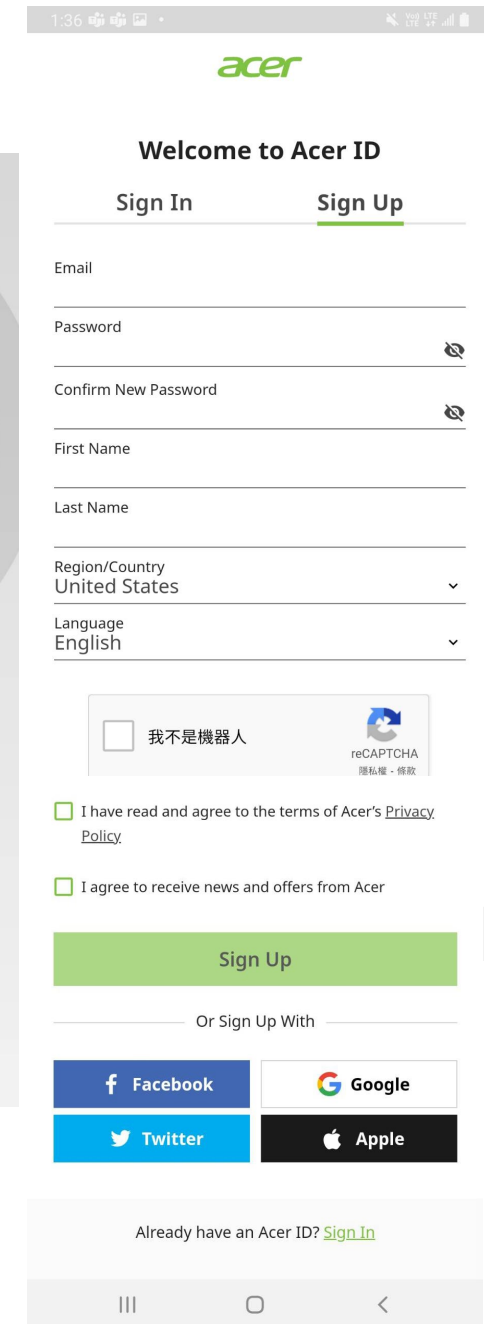 1:36
Vo)) LTE
LTE
acer
Welcome to Acer ID
Sign In
Sign Up
Email
Password
Confirm New Password
First Name
Last Name
Region/Country
United States
Language
English
我不是機器人
reCAPTCHA
隱私權 - 條款
I have read and agree to the terms of Acer’s Privacy
Policy
I agree to receive news and offers from Acer
Sign Up
Or Sign Up With
Facebook
Google
Twitter
Apple
Already have an Acer ID? Sign In